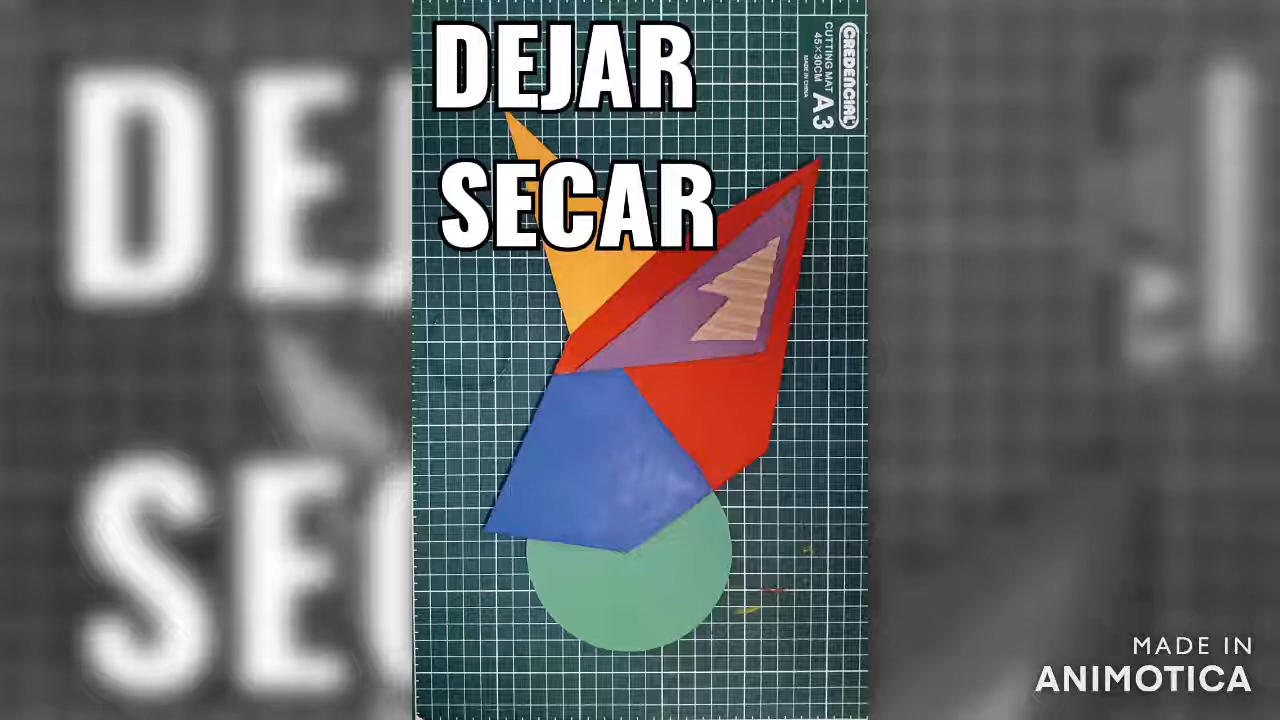 DEJAR
SECAR
CREDENCIAL
CUTTING MAT
45×30CM
A3
MADE IN CHINA
MADE IN
ANIMOTICA